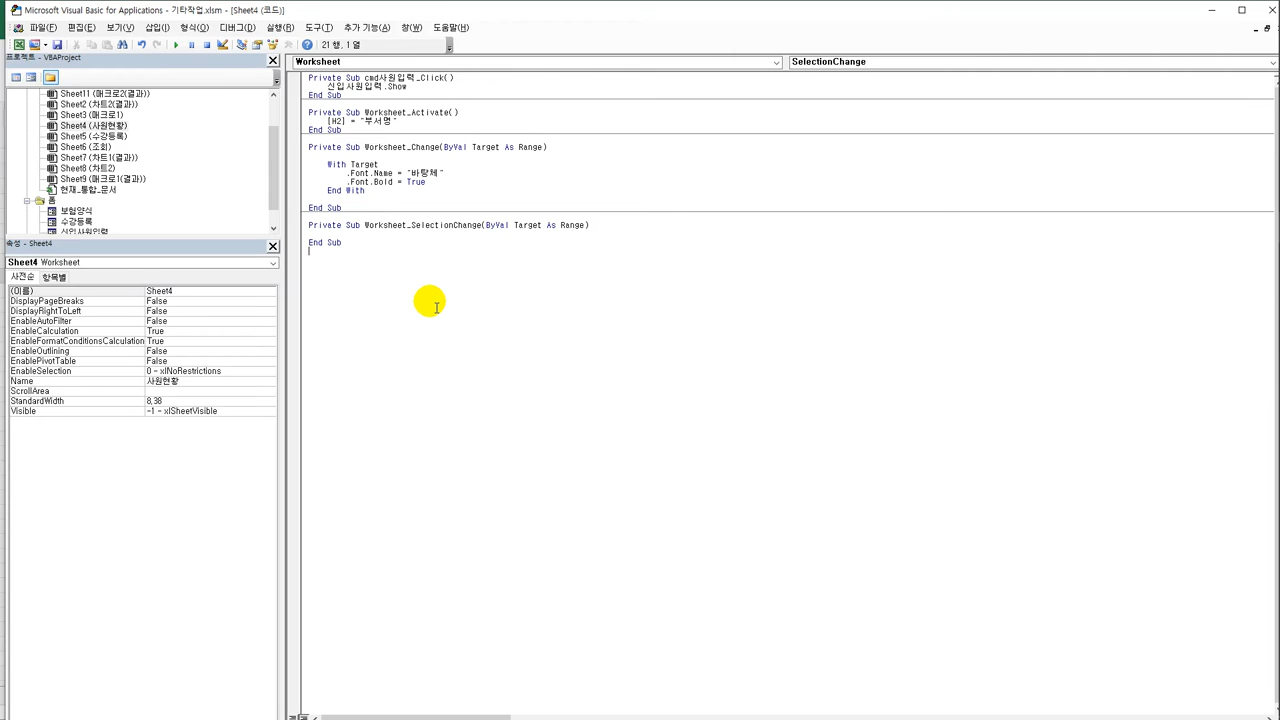 Microsoft Visual Basic for Applications - 기타작업.xlsm - [Sheet4 (코드)]
파일(F) 편집(E) 보기(V) 삽입(I) 형식(O) 디버그(D) 실행(R) 도구(T) 추가 기능(A) 창(W) 도움말(H)
21 행, 1 열
프로젝트 - VBAProject
Sheet11 (매크로2(결과))
Sheet2 (차트2(결과))
Sheet3 (매크로1)
Sheet4 (사원현황)
Sheet5 (수강등록)
Sheet6 (조회)
Sheet7 (차트1(결과))
Sheet8 (차트2)
Sheet9 (매크로1(결과))
현재_통합_문서
폼
보험양식
수강등록
신입사원입력
속성 - Sheet4
Sheet4 Worksheet
사전순 항목별
(이름) Sheet4
DisplayPageBreaks False
DisplayRightToLeft False
EnableAutoFilter False
EnableCalculation True
EnableFormatConditionsCalculation True
EnableOutlining False
EnablePivotTable False
EnableSelection 0 - xlNoRestrictions
Name 사원현황
ScrollArea
StandardWidth 8,38
Visible -1 - xlSheetVisible
Worksheet SelectionChange
Private Sub cmd사원입력_Click()
신입사원입력.Show
End Sub
Private Sub Worksheet_Activate()
[H2] = "부서명"
End Sub
Private Sub Worksheet_Change(ByVal Target As Range)
With Target
.Font.Name = "바탕체"
.Font.Bold = True
End With
End Sub
Private Sub Worksheet_SelectionChange(ByVal Target As Range)
End Sub